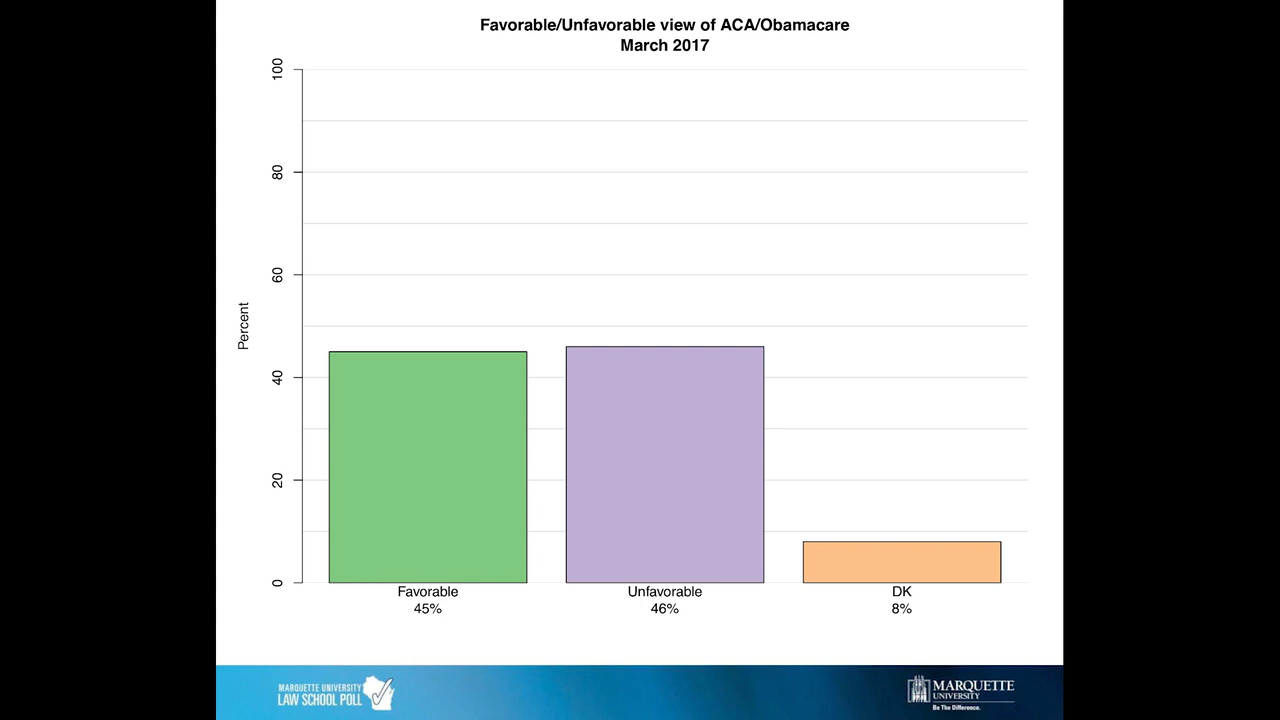 Favorable/Unfavorable view of ACA/Obamacare
March 2017
Percent
100
80
60
40
20
0
Favorable
45%
Unfavorable
46%
DK
8%
MARQUETTE UNIVERSITY
LAW SCHOOL POLL
MARQUETTE
UNIVERSITY
Be The Difference.